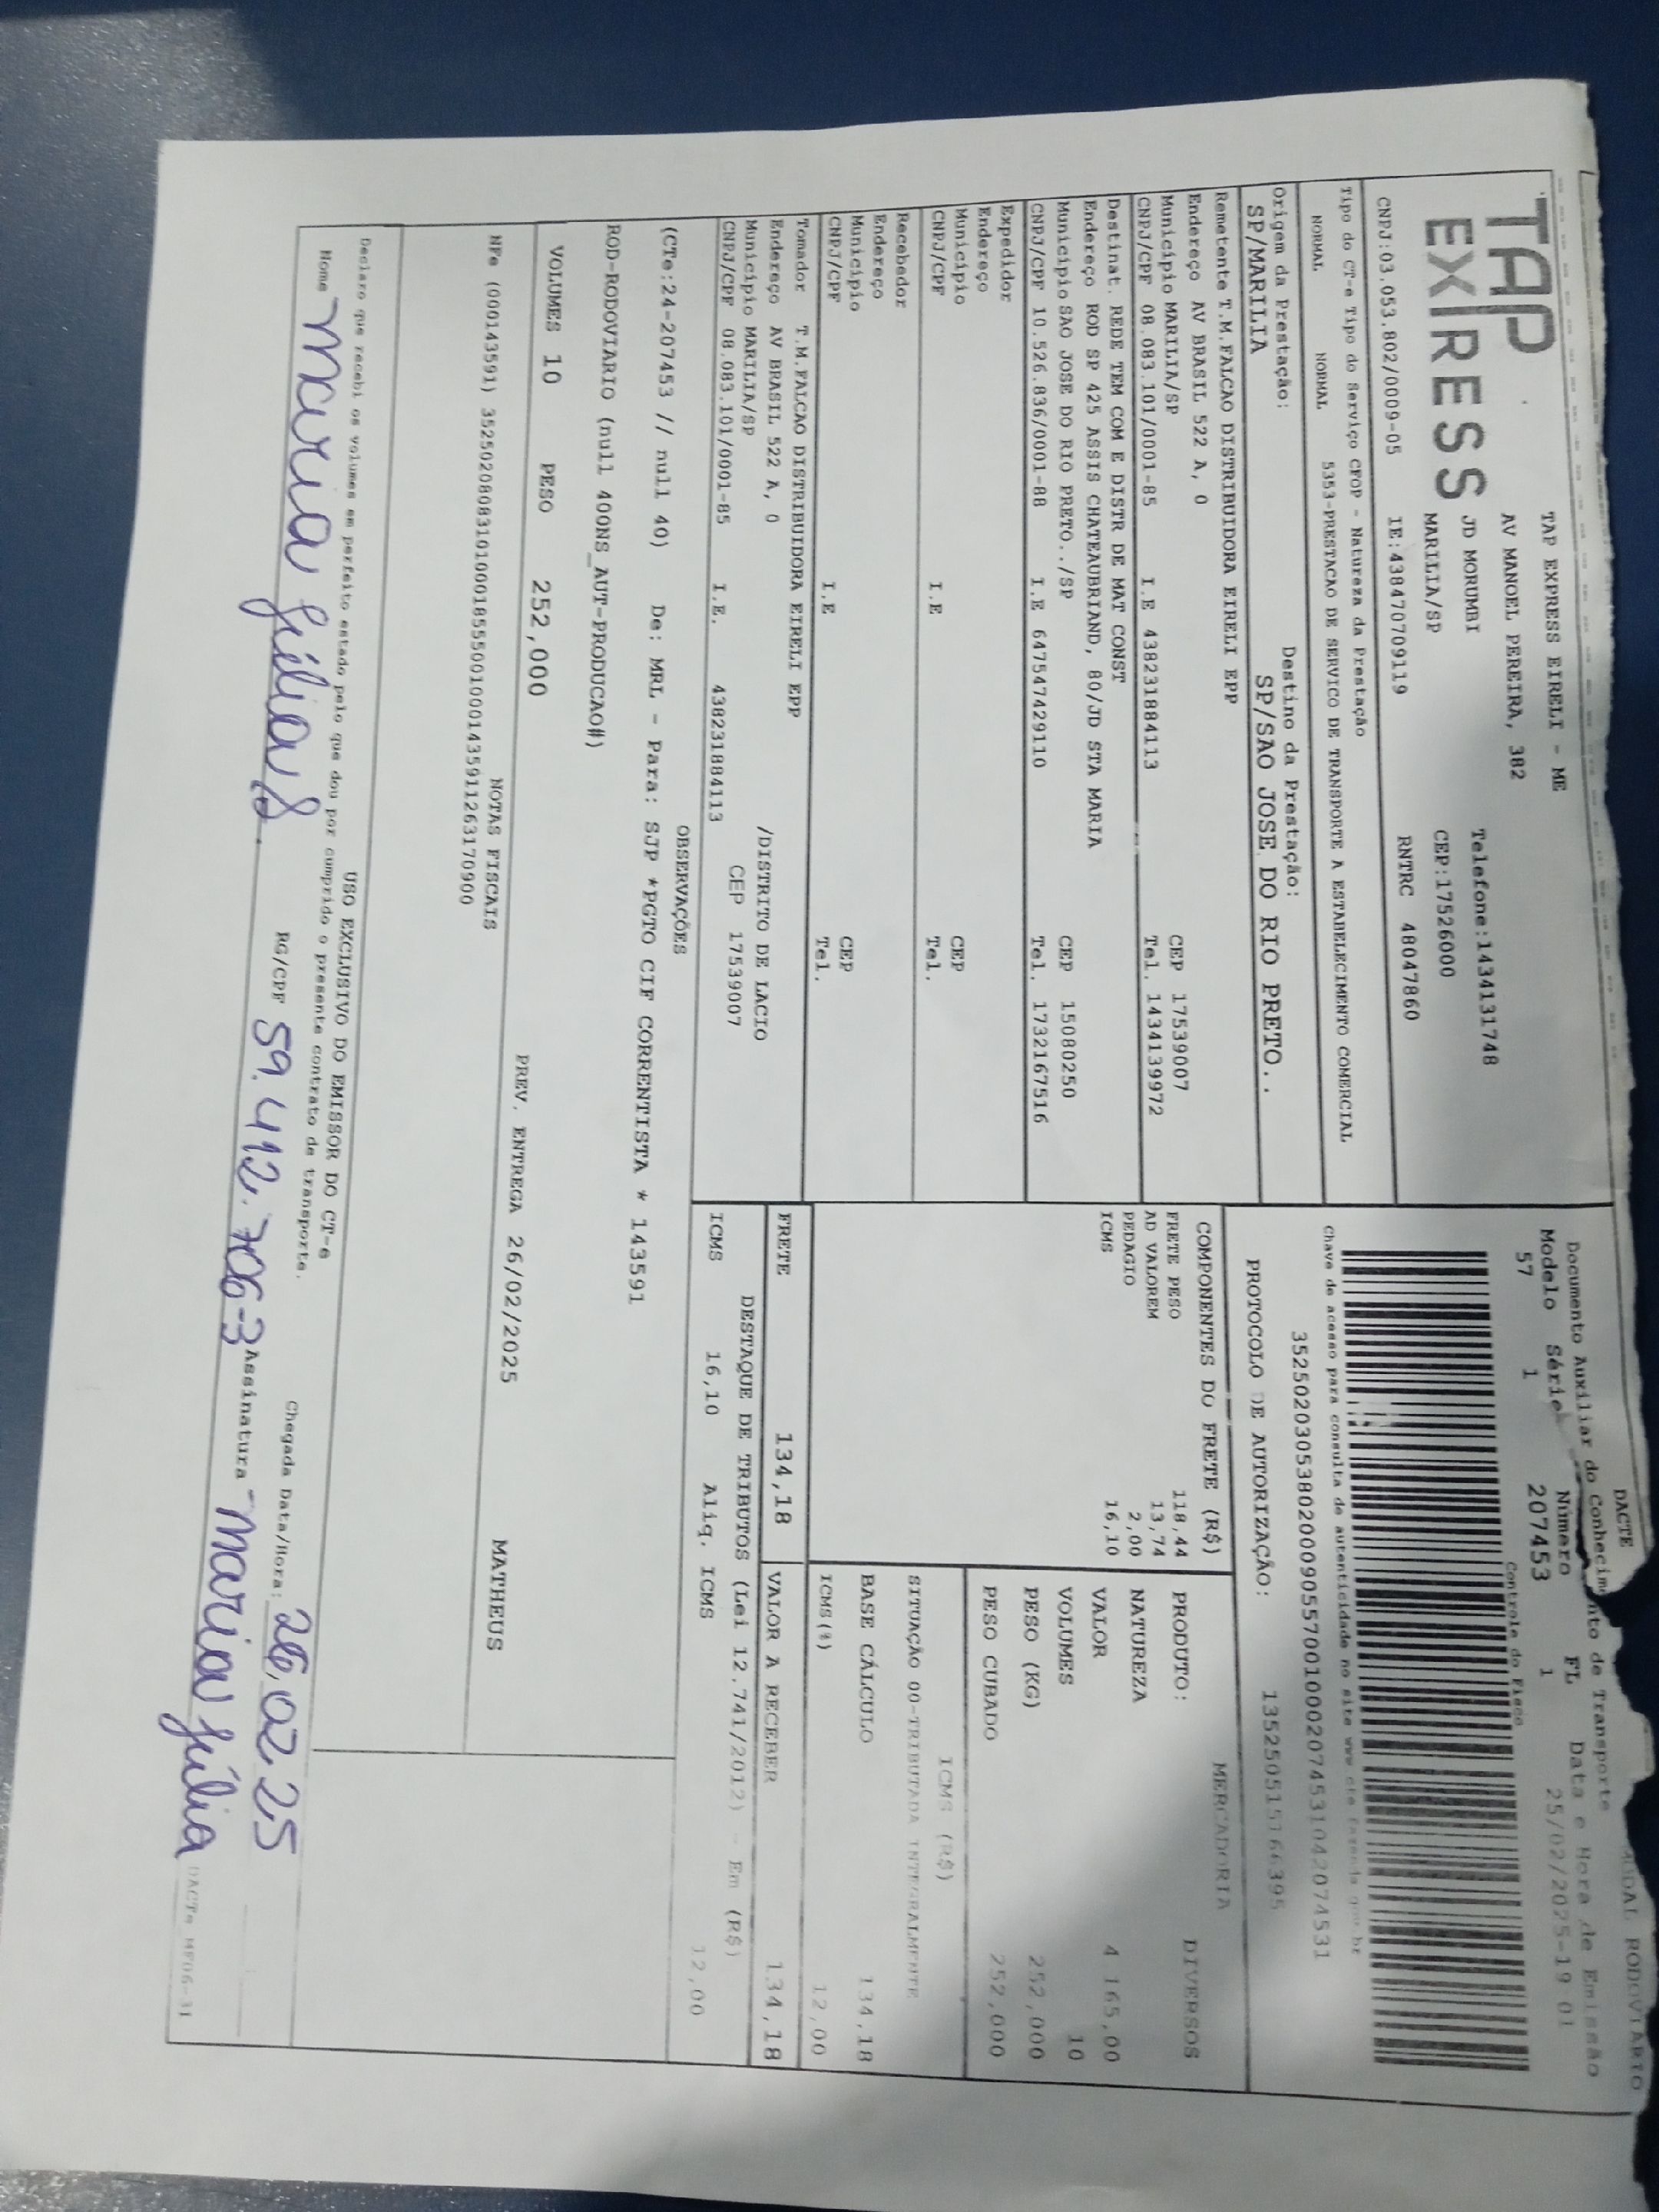 DACTE
MODAL RODOVIARIO
Documento Auxiliar do Conhecimento de Transporte
Modelo Série Número FL Data e Hora de Emissão
57 1 207453 1 25/02/2025-19 01
Controle do Fisco
TAP EXPRESS
TAP EXPRESS EIRELI - ME
AV MANOEL PEREIRA, 382
JD MORUMBI Telefone:1434131748
MARILIA/SP CEP:17526000
CNPJ:03.053.802/0009-05 IE:438470709119 RNTRC 48047860
Chave de acesso para consulta de autenticidade no site www cte fazenda gov.br
Tipo do CT-e Tipo do Serviço CFOP - Natureza da Prestação
NORMAL NORMAL 5353-PRESTACAO DE SERVICO DE TRANSPORTE A ESTABELECIMENTO COMERCIAL
Origem da Prestação: Destino da Prestação:
SP/MARILIA SP/SAO JOSE DO RIO PRETO..
PROTOCOLO DE AUTORIZAÇÃO:
Remetente T.M.FALCAO DISTRIBUIDORA EIRELI EPP
Endereço AV BRASIL 522 A, 0
Município MARILIA/SP CEP 17539007
CNPJ/CPF 08.083.101/0001-85 I.E 438231884113 Tel. 1434139972
Destinat. REDE TEM COM E DISTR DE MAT CONST
Endereço ROD SP 425 ASSIS CHATEAUBRIAND, 80/JD STA MARIA
Município SAO JOSE DO RIO PRETO../SP CEP 15080250
CNPJ/CPF 10.526.836/0001-88 I.E 647547429110 Tel. 1732167516
Expedidor
Endereço
Município CEP
CNPJ/CPF I.E Tel.
Recebedor
Endereço
Município CEP
CNPJ/CPF I.E Tel.
Tomador T.M.FALCAO DISTRIBUIDORA EIRELI EPP
Endereço AV BRASIL 522 A, 0 /DISTRITO DE LACIO
Município MARILIA/SP CEP 17539007
CNPJ/CPF 08.083.101/0001-85 I.E. 438231884113
COMPONENTES DO FRETE (R$)
FRETE PESO 118,44
AD VALOREM 13,74
PEDAGIO 2,00
ICMS 16,10
MERCADORIA
PRODUTO: DIVERSOS
NATUREZA
VALOR 4 165,00
VOLUMES 10
PESO (KG) 252,000
PESO CUBADO 252,000
ICMS (R$)
SITUAÇÃO 00-TRIBUTADA INTEGRALMENTE
BASE CÁLCULO 134,18
ICMS(%) 12,00
FRETE 134,18 VALOR A RECEBER 134,18
DESTAQUE DE TRIBUTOS (Lei 12.741/2012) - Em (R$)
ICMS 16,10 Aliq. ICMS 12,00
OBSERVAÇÕES
(CTe:24-207453 // null 40) De: MRL - Para: SJP *PGTO CIF CORRENTISTA * 143591
ROD-RODOVIARIO (null 400NS_AUT-PRODUCAO#)
VOLUMES 10 PESO 252,000 PREV. ENTREGA 26/02/2025 MATHEUS
NOTAS FISCAIS
NFe (000143591)
USO EXCLUSIVO DO EMISSOR DO CT-e
Declaro que recebi os volumes em perfeito estado pelo que dou por cumprido o presente contrato de transporte.
Chegada Data/Hora: 26.02.25
Nome Maria Júlia S. RG/CPF 59.412.706-3 Assinatura Maria Júlia
DACTe MF06-31